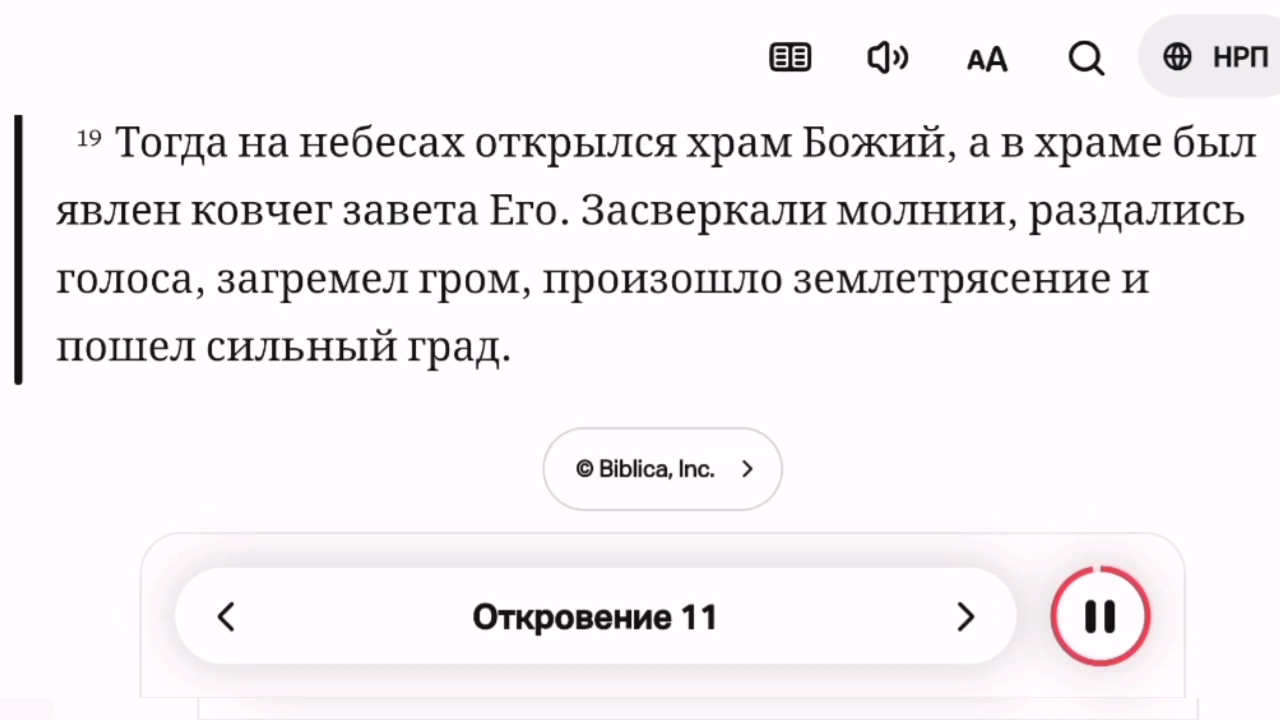 НРП
19 Тогда на небесах открылся храм Божий, а в храме был
явлен ковчег завета Его. Засверкали молнии, раздались
голоса, загремел гром, произошло землетрясение и
пошел сильный град.
© Biblica, Inc.
Откровение 11